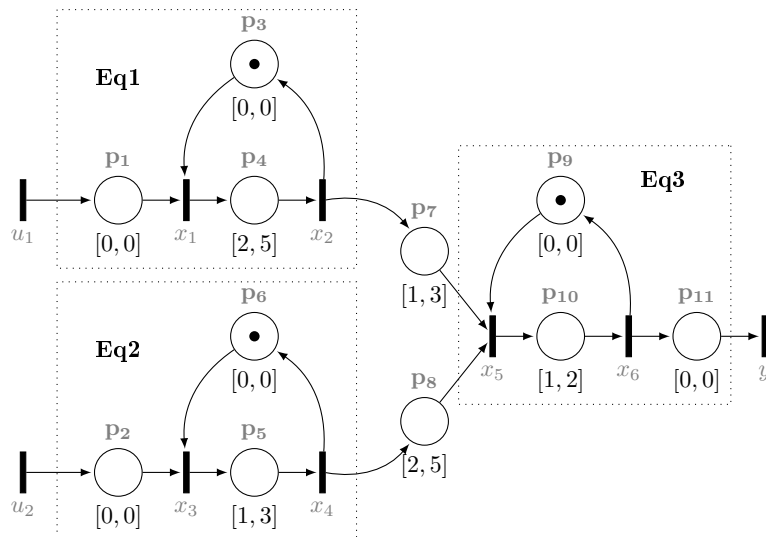 p₃
Eq1
[0, 0]
p₁
p₄
u₁
[0, 0]
x₁
[2, 5]
x₂
p₇
[1, 3]
p₆
Eq2
[0, 0]
p₂
p₅
u₂
[0, 0]
x₃
[1, 3]
x₄
p₈
[2, 5]
p₉
Eq3
[0, 0]
p₁₀
p₁₁
x₅
[1, 2]
x₆
[0, 0]
y